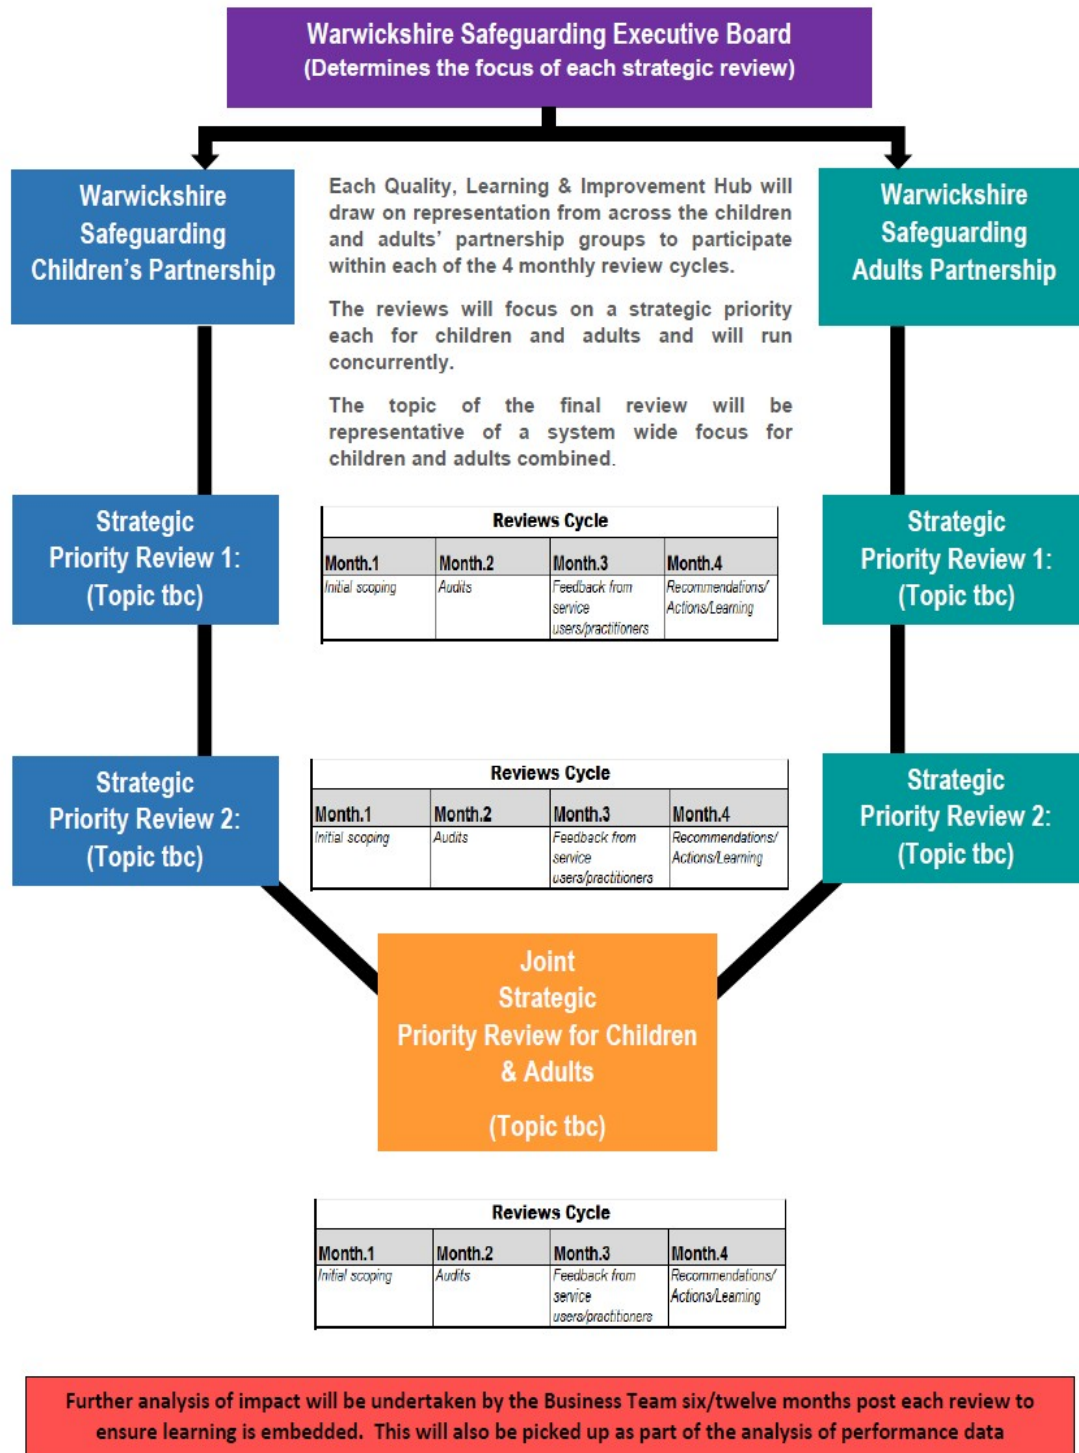 Warwickshire Safeguarding Executive Board
(Determines the focus of each strategic review)
Warwickshire
Safeguarding
Children's Partnership
Each Quality, Learning & Improvement Hub will
draw on representation from across the children
and adults' partnership groups to participate
within each of the 4 monthly review cycles.
The reviews will focus on a strategic priority
each for children and adults and will run
concurrently.
The topic of the final review will be
representative of a system wide focus for
children and adults combined.
Warwickshire
Safeguarding
Adults Partnership
Strategic
Priority Review 1:
(Topic tbc)
Reviews Cycle
Month.1 Month.2 Month.3 Month.4
Initial scoping Audits Feedback from Recommendations/
service Actions/Learning
users/practitioners
Strategic
Priority Review 1:
(Topic tbc)
Strategic
Priority Review 2:
(Topic tbc)
Reviews Cycle
Month.1 Month.2 Month.3 Month.4
Initial scoping Audits Feedback from Recommendations/
service Actions/Learning
users/practitioners
Strategic
Priority Review 2:
(Topic tbc)
Joint
Strategic
Priority Review for Children
& Adults
(Topic tbc)
Reviews Cycle
Month.1 Month.2 Month.3 Month.4
Initial scoping Audits Feedback from Recommendations/
service Actions/Learning
users/practitioners
Further analysis of impact will be undertaken by the Business Team six/twelve months post each review to
ensure learning is embedded.  This will also be picked up as part of the analysis of performance data